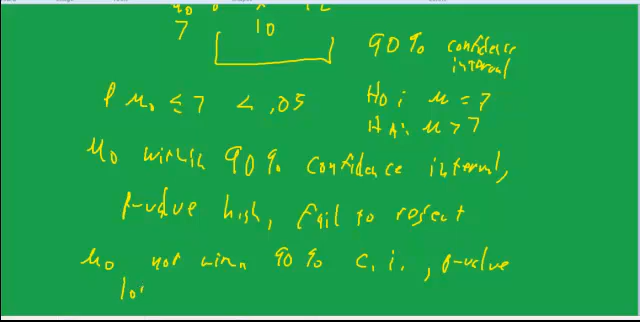 7 10
90% confidence
interval
P μ₀ ≤ 7 < .05
H₀: μ = 7
Hₐ: μ > 7
μ₀ within 90% confidence interval,
p-value high, Fail to reject
μ₀ not 90% c.i., p-value
lo